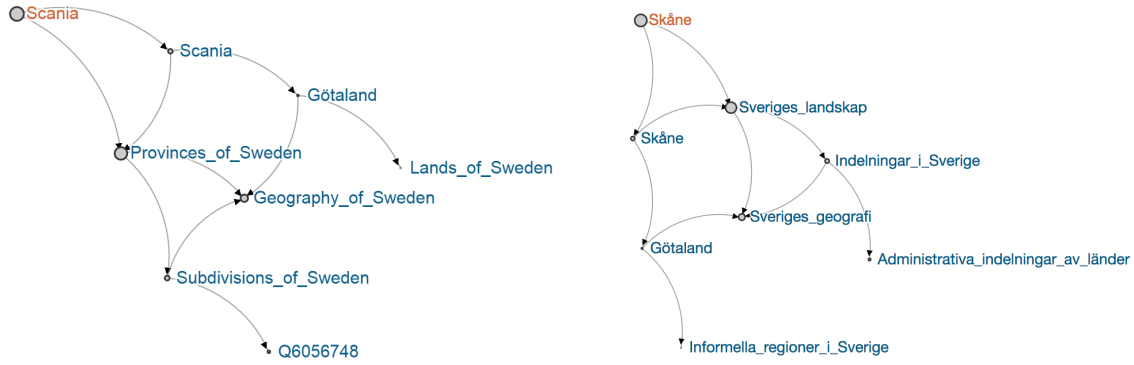 Scania
Scania
Götaland
Provinces_of_Sweden
Lands_of_Sweden
Geography_of_Sweden
Subdivisions_of_Sweden
Q6056748
Skåne
Sveriges_landskap
Skåne
Indelningar_i_Sverige
Sveriges_geografi
Götaland
Administrativa_indelningar_av_länder
Informella_regioner_i_Sverige